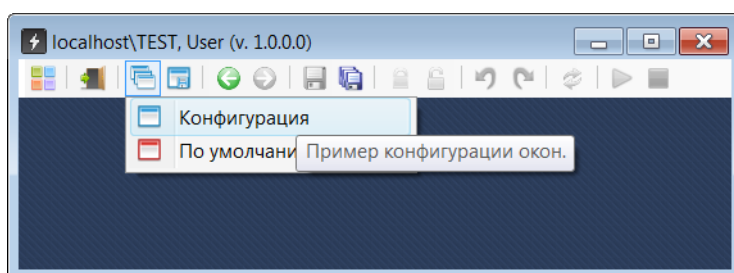 localhost\TEST, User (v. 1.0.0.0)
Конфигурация
По умолчани
Пример конфигурации окон.